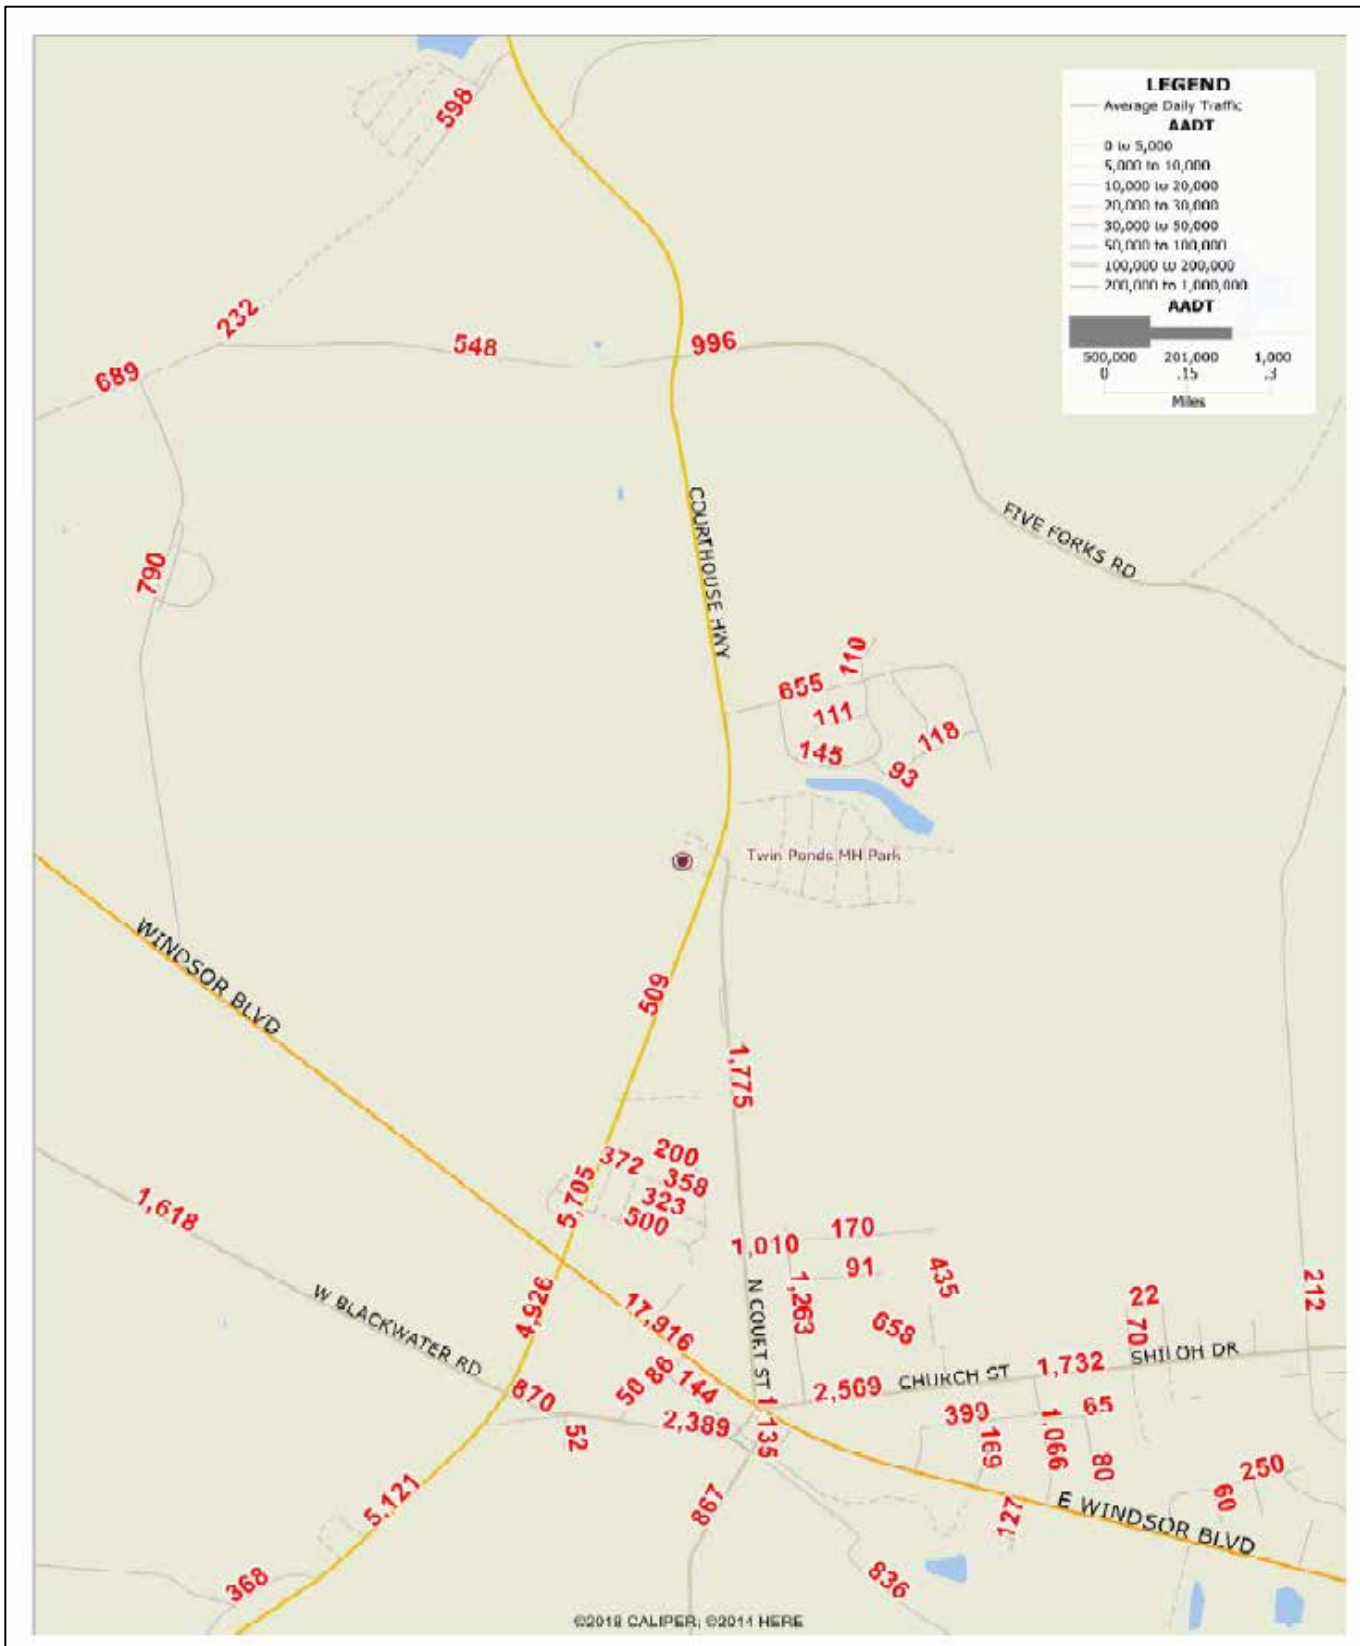 LEGEND
Average Daily Traffic
AADT
0 to 5,000
5,000 to 10,000
10,000 to 20,000
20,000 to 30,000
30,000 to 50,000
50,000 to 100,000
100,000 to 200,000
200,000 to 1,000,000
AADT
500,000 201,000 1,000
0 .15 .3
Miles
598
232
548
996
689
COURTHOUSE HWY
FIVE FORKS RD
790
110
655
111
118
145
93
Twin Ponds MH Park
WINDSOR BLVD
509
1,775
200
372
358
5,705
323
500
1,618
170
1,010
91
435
1,263
212
22
4,926
17,916
658
70
W BLACKWATER RD
N COURT ST
SHILOH DR
1,732
CHURCH ST
2,509
86
50
144
870
65
399
2,389
52
1,135
169
1,066
80
250
60
5,121
867
127
E WINDSOR BLVD
836
368
©2018 CALIPER; ©2014 HERE